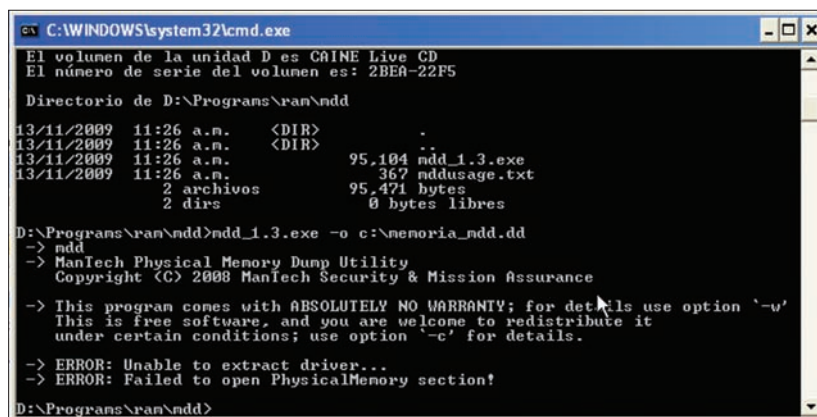 C:\WINDOWS\system32\cmd.exe
El volumen de la unidad D es CAINE Live CD
El número de serie del volumen es: 2BEA-22F5
Directorio de D:\Programs\ram\mdd
13/11/2009 11:26 a.m. <DIR> .
13/11/2009 11:26 a.m. <DIR> ..
13/11/2009 11:26 a.m. 95,104 mdd_1.3.exe
13/11/2009 11:26 a.m. 367 mddusage.txt
2 archivos 95,471 bytes
2 dirs 0 bytes libres
D:\Programs\ram\mdd>mdd_1.3.exe -o c:\memoria_mdd.dd
-> mdd
-> ManTech Physical Memory Dump Utility
Copyright (C) 2008 ManTech Security & Mission Assurance
-> This program comes with ABSOLUTELY NO WARRANTY; for details use option `-w'
This is free software, and you are welcome to redistribute it
under certain conditions; use option `-c' for details.
-> ERROR: Unable to extract driver...
-> ERROR: Failed to open PhysicalMemory section!
D:\Programs\ram\mdd>